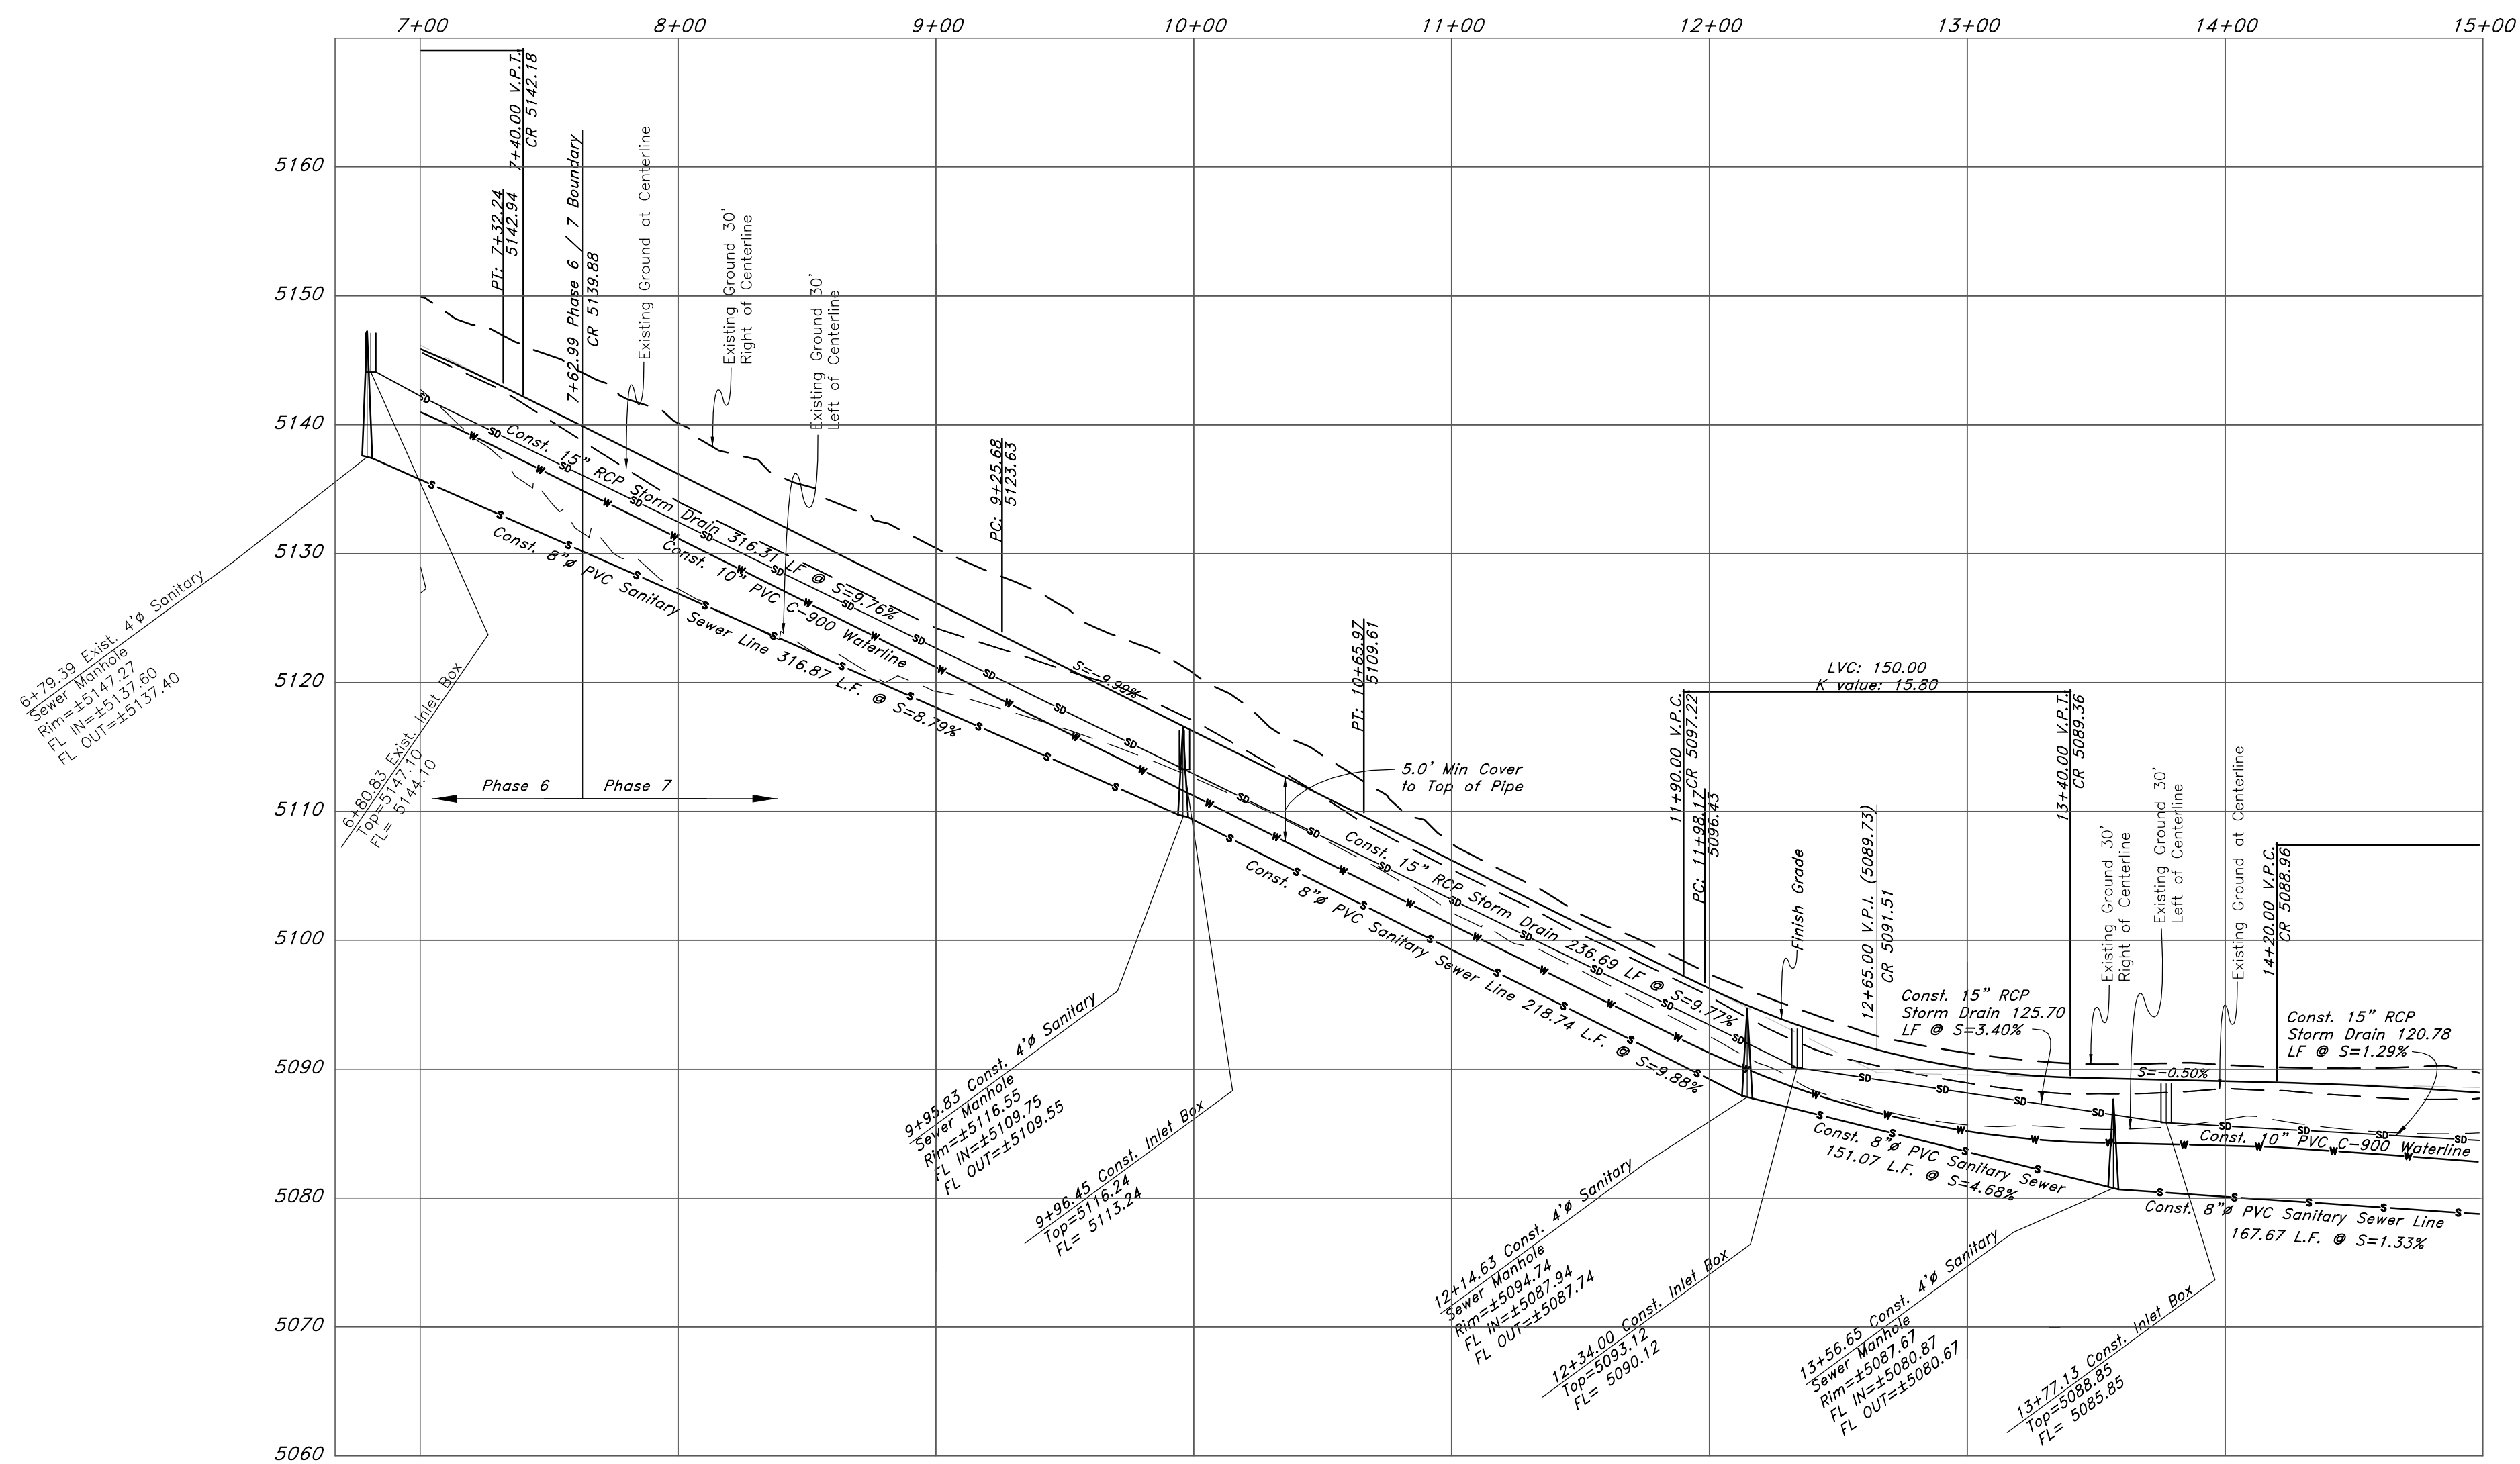 7+00
8+00
9+00
10+00
11+00
12+00
13+00
14+00
15+00
5160
5150
5140
5130
5120
5110
5100
5090
5080
5070
5060
PT: 7+32.24
5142.94
7+40.00 V.P.T.
CR 5142.18
7+62.99 Phase 6 / 7 Boundary
CR 5139.88
Existing Ground at Centerline
Existing Ground 30'
Right of Centerline
Existing Ground 30'
Left of Centerline
PC: 9+25.68
5123.63
PT: 10+65.97
5109.61
LVC: 150.00
K value: 15.80
11+90.00 V.P.C.
CR 5097.22
PC: 11+98.17
5096.43
12+65.00 V.P.I. (5089.73)
CR 5091.51
13+40.00 V.P.T.
CR 5089.36
14+20.00 V.P.C.
CR 5088.96
Finish Grade
Existing Ground 30'
Right of Centerline
Existing Ground 30'
Left of Centerline
Existing Ground at Centerline
Const. 15" RCP Storm Drain 316.31 LF @ S=9.76%
Const. 10" PVC C-900 Waterline
Const. 8"ø PVC Sanitary Sewer Line 316.87 L.F. @ S=8.79%
S=-9.99%
Phase 6
Phase 7
5.0' Min Cover
to Top of Pipe
Const. 15" RCP Storm Drain 236.69 LF @ S=9.77%
Const. 8"ø PVC Sanitary Sewer Line 218.74 L.F. @ S=9.88%
Const. 15" RCP
Storm Drain 125.70
LF @ S=3.40%
S=-0.50%
Const. 15" RCP
Storm Drain 120.78
LF @ S=1.29%
Const. 10" PVC C-900 Waterline
Const. 8"ø PVC Sanitary Sewer
151.07 L.F. @ S=4.68%
Const. 8"ø PVC Sanitary Sewer Line
167.67 L.F. @ S=1.33%
6+79.39 Exist. 4'ø Sanitary
Sewer Manhole
Rim=±5147.27
FL IN=±5137.60
FL OUT=±5137.40
6+80.83 Exist. Inlet Box
Top=5147.10
FL= 5144.10
9+95.83 Const. 4'ø Sanitary
Sewer Manhole
Rim=±5116.55
FL IN=±5109.75
FL OUT=±5109.55
9+96.45 Const. Inlet Box
Top=5116.24
FL= 5113.24
12+14.63 Const. 4'ø Sanitary
Sewer Manhole
Rim=±5094.74
FL IN=±5087.94
FL OUT=±5087.74
12+34.00 Const. Inlet Box
Top=5093.12
FL= 5090.12
13+56.65 Const. 4'ø Sanitary
Sewer Manhole
Rim=±5087.67
FL IN=±5080.87
FL OUT=±5080.67
13+77.13 Const. Inlet Box
Top=5088.85
FL= 5085.85